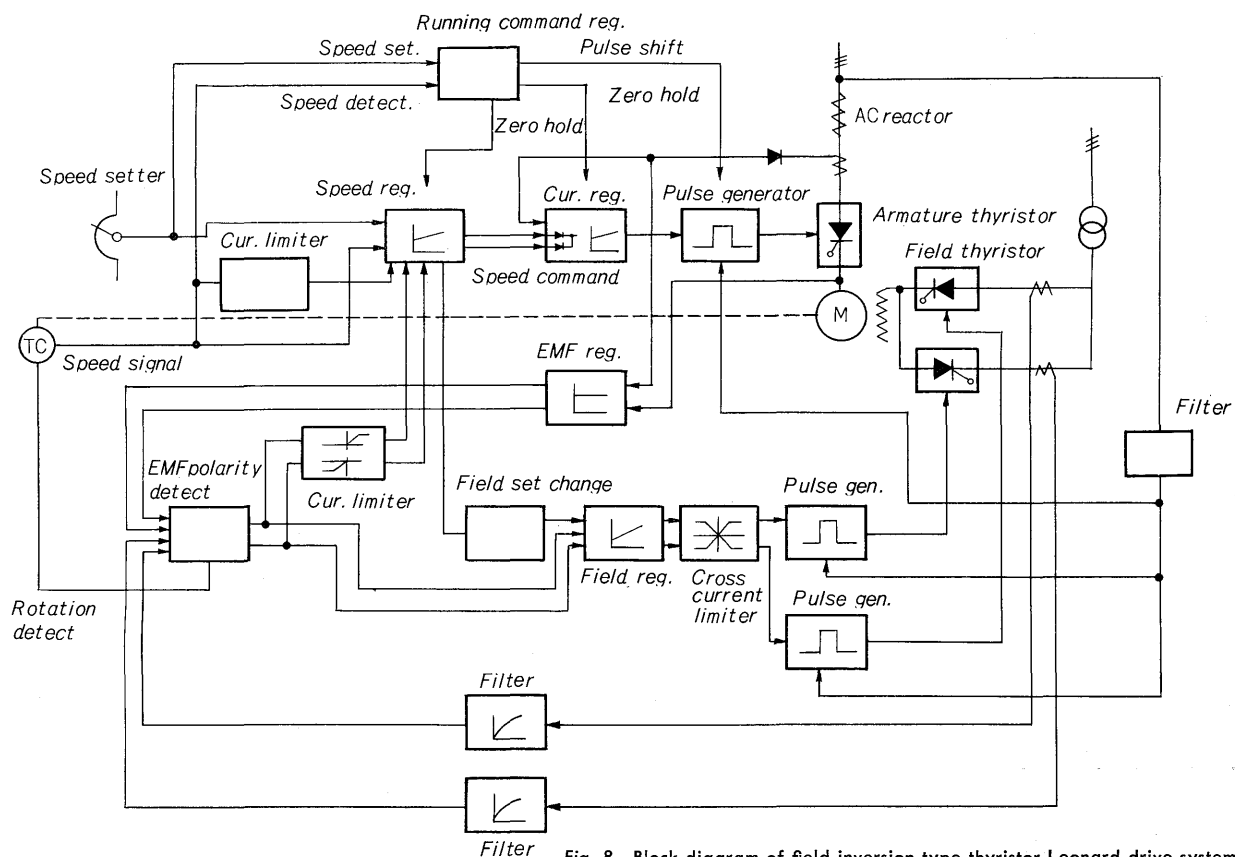 Running command reg.
Speed set.
Pulse shift
Speed detect.
Zero hold
Zero hold
AC reactor
Speed setter
Speed reg.
Cur. reg.
Pulse generator
Armature thyristor
Cur. limiter
Field thyristor
Speed command
M
TC
Speed signal
EMF reg.
Filter
EMF polarity
detect
Cur. limiter
Field set change
Pulse gen.
Field reg.
Cross
current
limiter
Pulse gen.
Rotation
detect
Filter
Filter
Fig. 8 Block diagram of field inversion type thyristor Leonard drive system